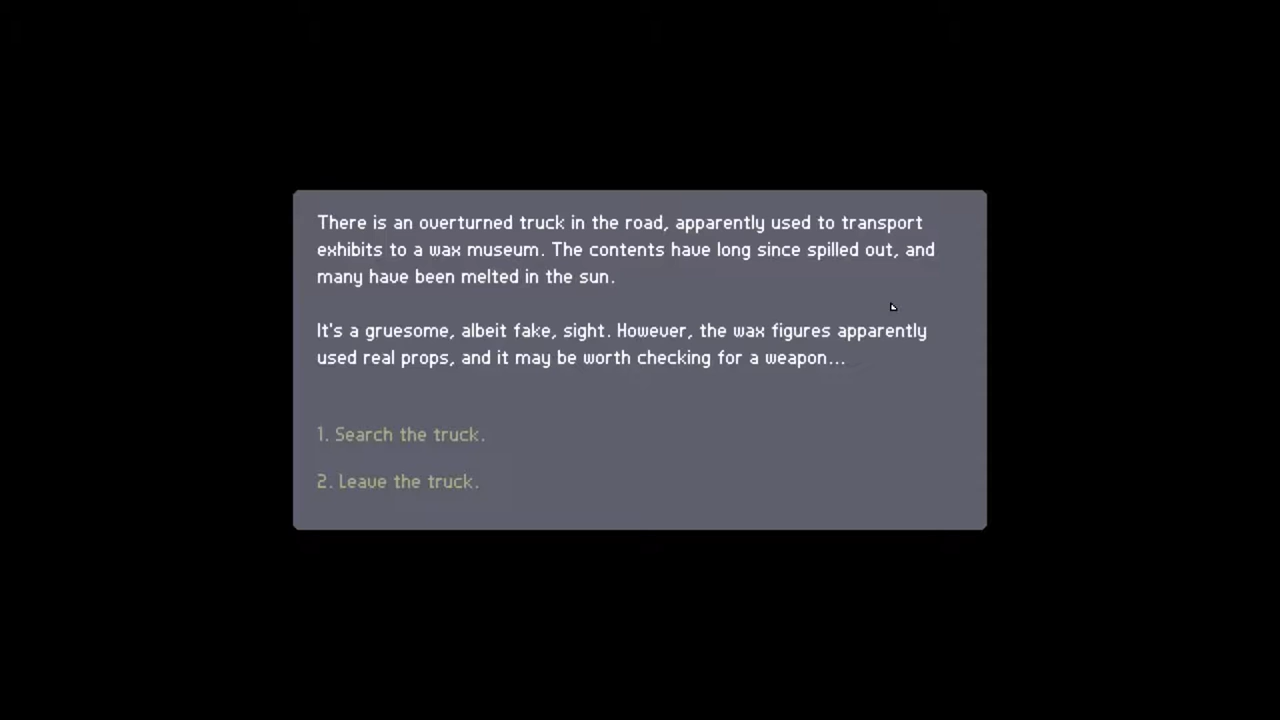 There is an overturned truck in the road, apparently used to transport
exhibits to a wax museum. The contents have long since spilled out, and
many have been melted in the sun.
It's a gruesome, albeit fake, sight. However, the wax figures apparently
used real props, and it may be worth checking for a weapon...
1. Search the truck.
2. Leave the truck.